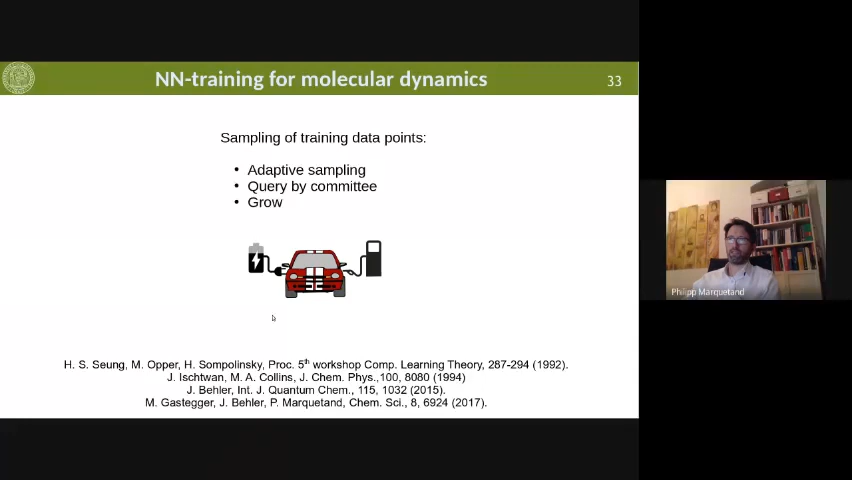 NN-training for molecular dynamics
33
Sampling of training data points:
• Adaptive sampling
• Query by committee
• Grow
H. S. Seung, M. Opper, H. Sompolinsky, Proc. 5th workshop Comp. Learning Theory, 287-294 (1992).
J. Ischtwan, M. A. Collins, J. Chem. Phys.,100, 8080 (1994)
J. Behler, Int. J. Quantum Chem., 115, 1032 (2015).
M. Gastegger, J. Behler, P. Marquetand, Chem. Sci., 8, 6924 (2017).
Philipp Marquetand